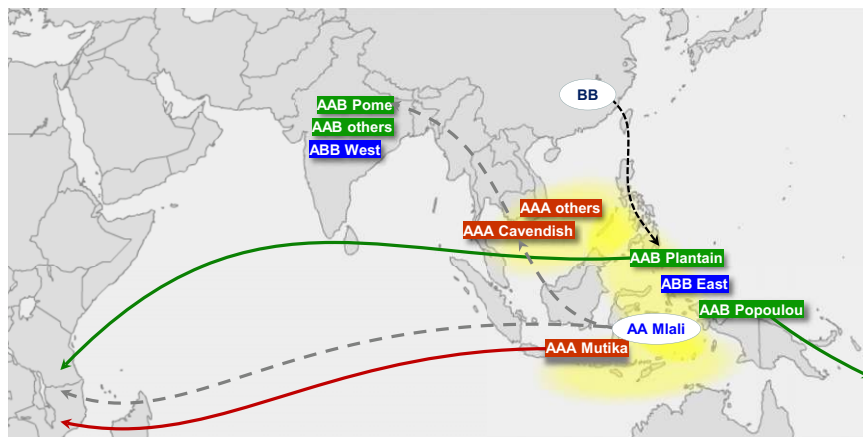 BB
AAB Pome
AAB others
ABB West
AAA others
AAA Cavendish
AAB Plantain
ABB East
AAB Popoulou
AA Mlali
AAA Mutika